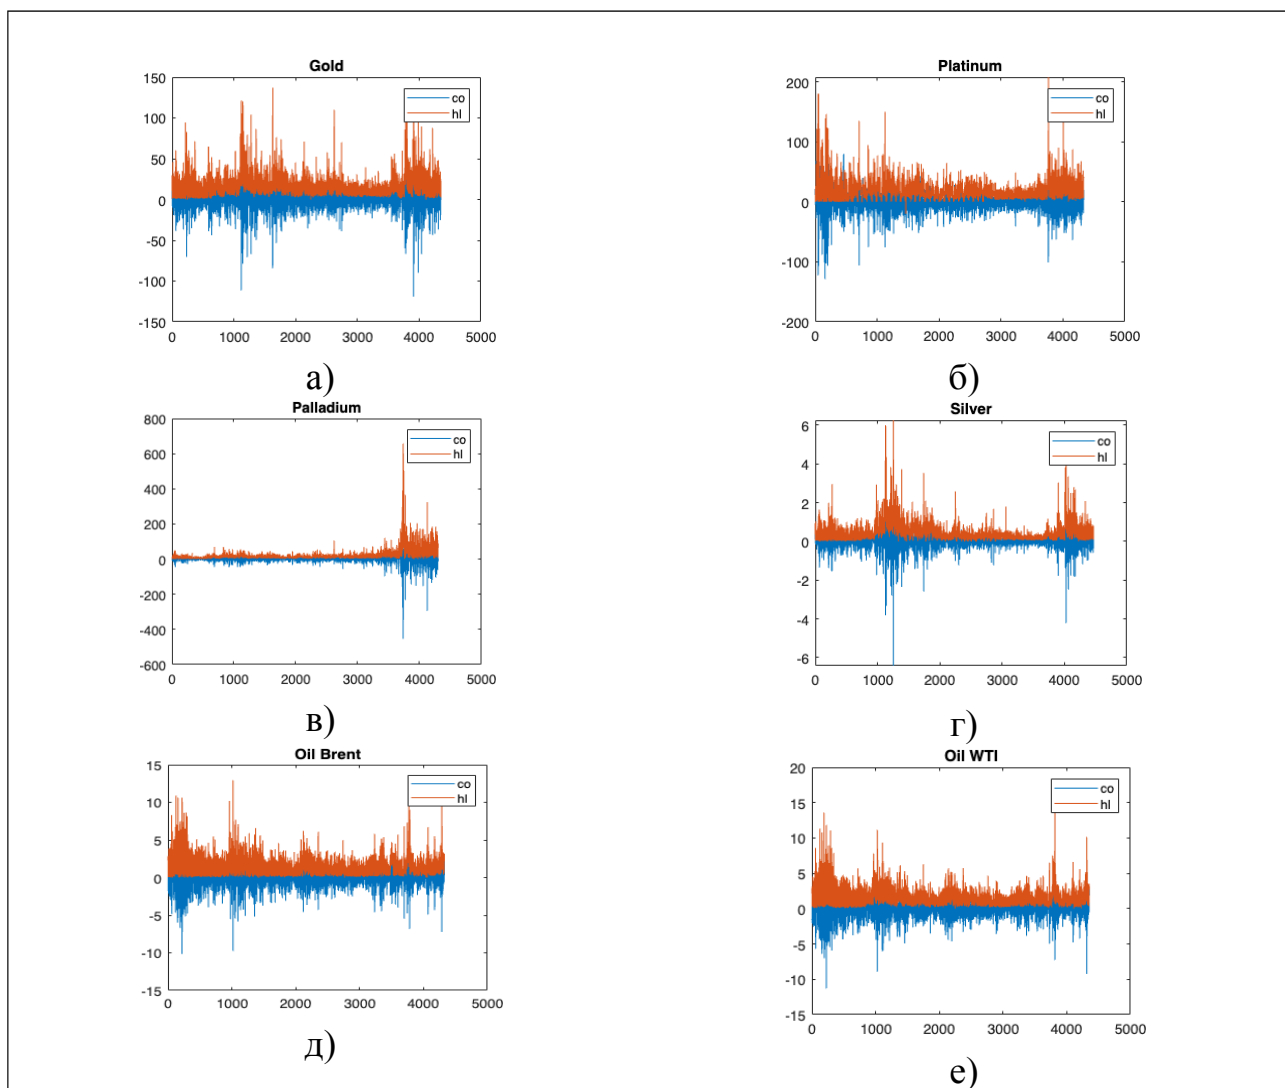 Gold
150
100
50
0
-50
-100
-150
0 1000 2000 3000 4000 5000
co
hl
а)
Platinum
200
100
0
-100
-200
0 1000 2000 3000 4000 5000
co
hl
б)
Palladium
800
600
400
200
0
-200
-400
-600
0 1000 2000 3000 4000 5000
co
hl
в)
Silver
6
4
2
0
-2
-4
-6
0 1000 2000 3000 4000 5000
co
hl
г)
Oil Brent
15
10
5
0
-5
-10
-15
0 1000 2000 3000 4000 5000
co
hl
д)
Oil WTI
20
15
10
5
0
-5
-10
-15
0 1000 2000 3000 4000 5000
co
hl
е)